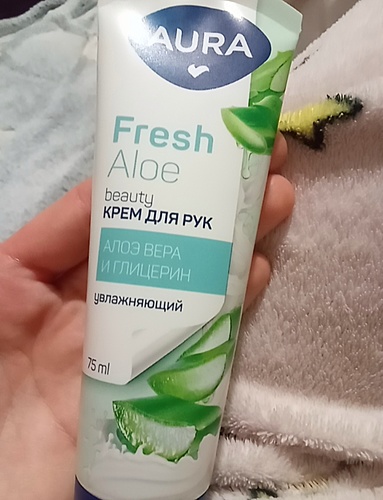 AURA
Fresh
Aloe
beauty
КРЕМ ДЛЯ РУК
АЛОЭ ВЕРА
И ГЛИЦЕРИН
увлажняющий
75 ml